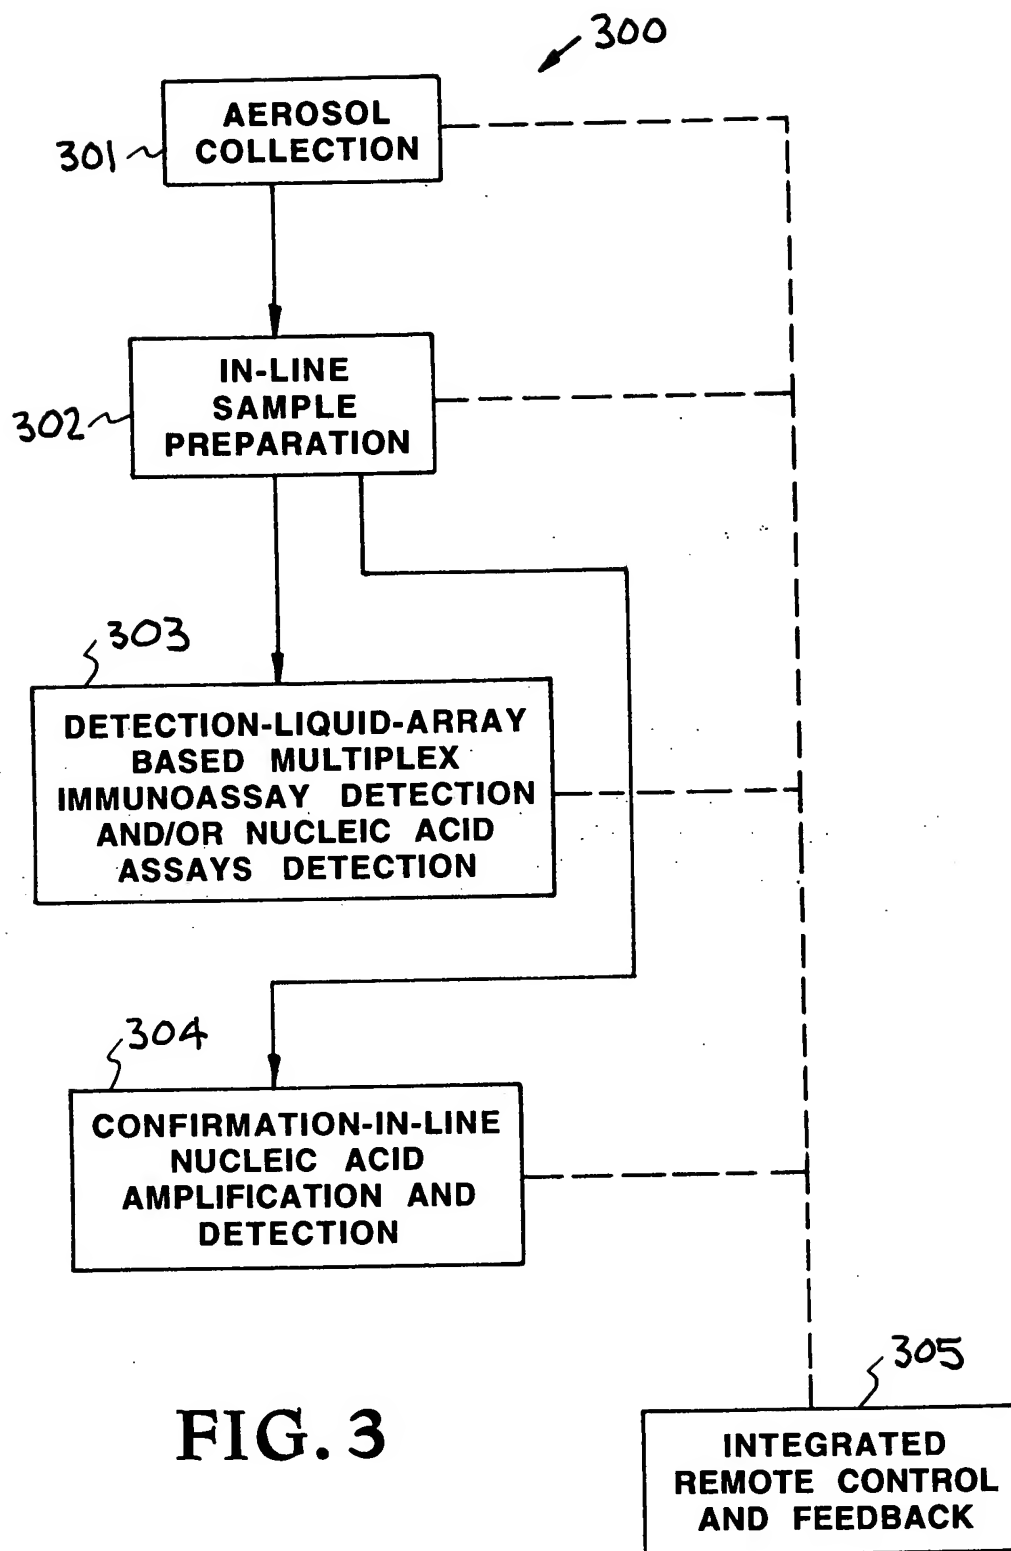 300
AEROSOL
COLLECTION
301
IN-LINE
SAMPLE
PREPARATION
302
303
DETECTION-LIQUID-ARRAY
BASED MULTIPLEX
IMMUNOASSAY DETECTION
AND/OR NUCLEIC ACID
ASSAYS DETECTION
304
CONFIRMATION-IN-LINE
NUCLEIC ACID
AMPLIFICATION AND
DETECTION
305
INTEGRATED
REMOTE CONTROL
AND FEEDBACK
FIG. 3